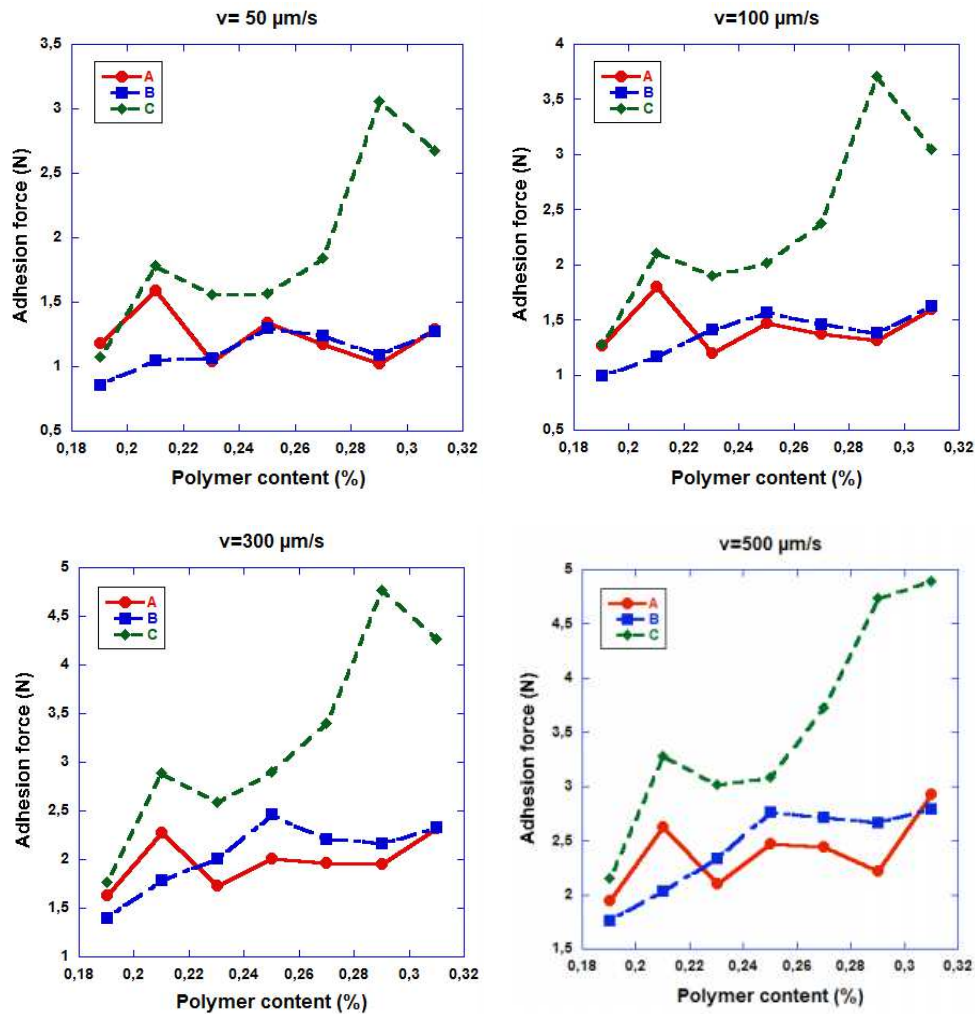 v= 50 µm/s
3,5
3
2,5
2
1,5
1
0,5
Adhesion force (N)
A
B
C
0,18 0,2 0,22 0,24 0,26 0,28 0,3 0,32
Polymer content (%)
v=100 µm/s
4
3,5
3
2,5
2
1,5
1
0,5
Adhesion force (N)
A
B
C
0,18 0,2 0,22 0,24 0,26 0,28 0,3 0,32
Polymer content (%)
v=300 µm/s
5
4,5
4
3,5
3
2,5
2
1,5
1
Adhesion force (N)
A
B
C
0,18 0,2 0,22 0,24 0,26 0,28 0,3 0,32
Polymer content (%)
v=500 µm/s
5
4,5
4
3,5
3
2,5
2
1,5
Adhesion force (N)
A
B
C
0,18 0,2 0,22 0,24 0,26 0,28 0,3 0,32
Polymer content (%)